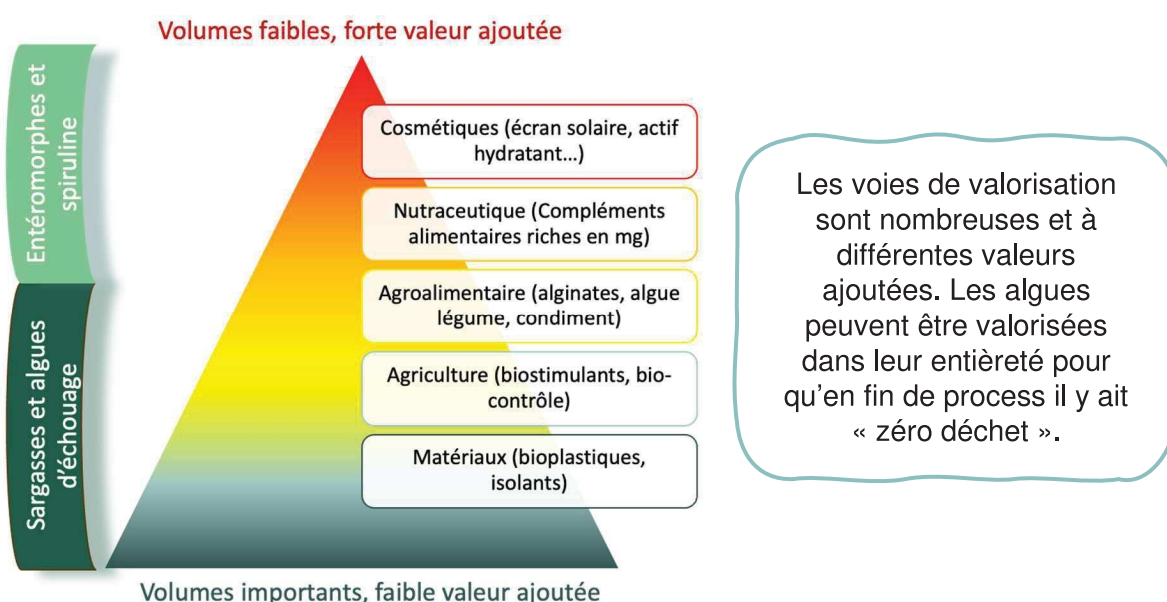 Volumes faibles, forte valeur ajoutée
Entéromorphes et
spiruline
Sargasses et algues
d'échouage
Cosmétiques (écran solaire, actif
hydratant...)
Nutraceutique (Compléments
alimentaires riches en mg)
Agroalimentaire (alginates, algue
légume, condiment)
Agriculture (biostimulants, bio-
contrôle)
Matériaux (bioplastiques,
isolants)
Volumes importants, faible valeur ajoutée
Les voies de valorisation
sont nombreuses et à
différentes valeurs
ajoutées. Les algues
peuvent être valorisées
dans leur entièreté pour
qu'en fin de process il y ait
« zéro déchet ».